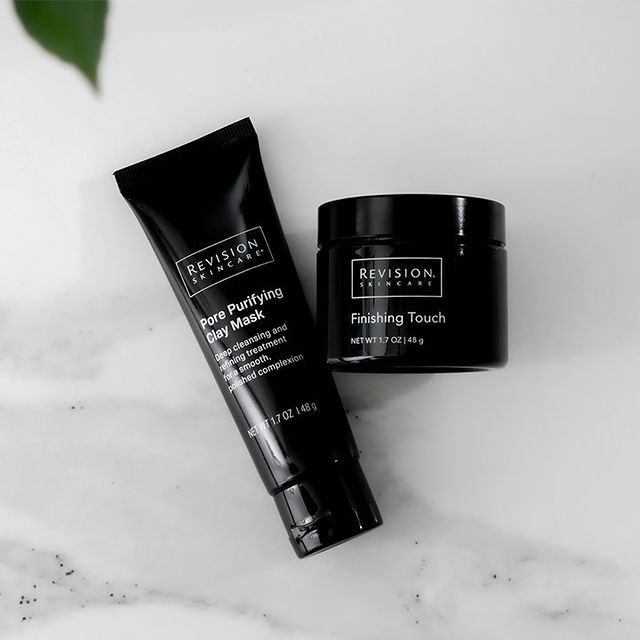 REVISION
SKINCARE®
Pore Purifying
Clay Mask
Deep cleansing and
refining treatment
for a smooth,
polished complexion
NET WT 1.7 OZ | 48 g
REVISION®
SKINCARE
Finishing Touch
NET WT 1.7 OZ | 48 g